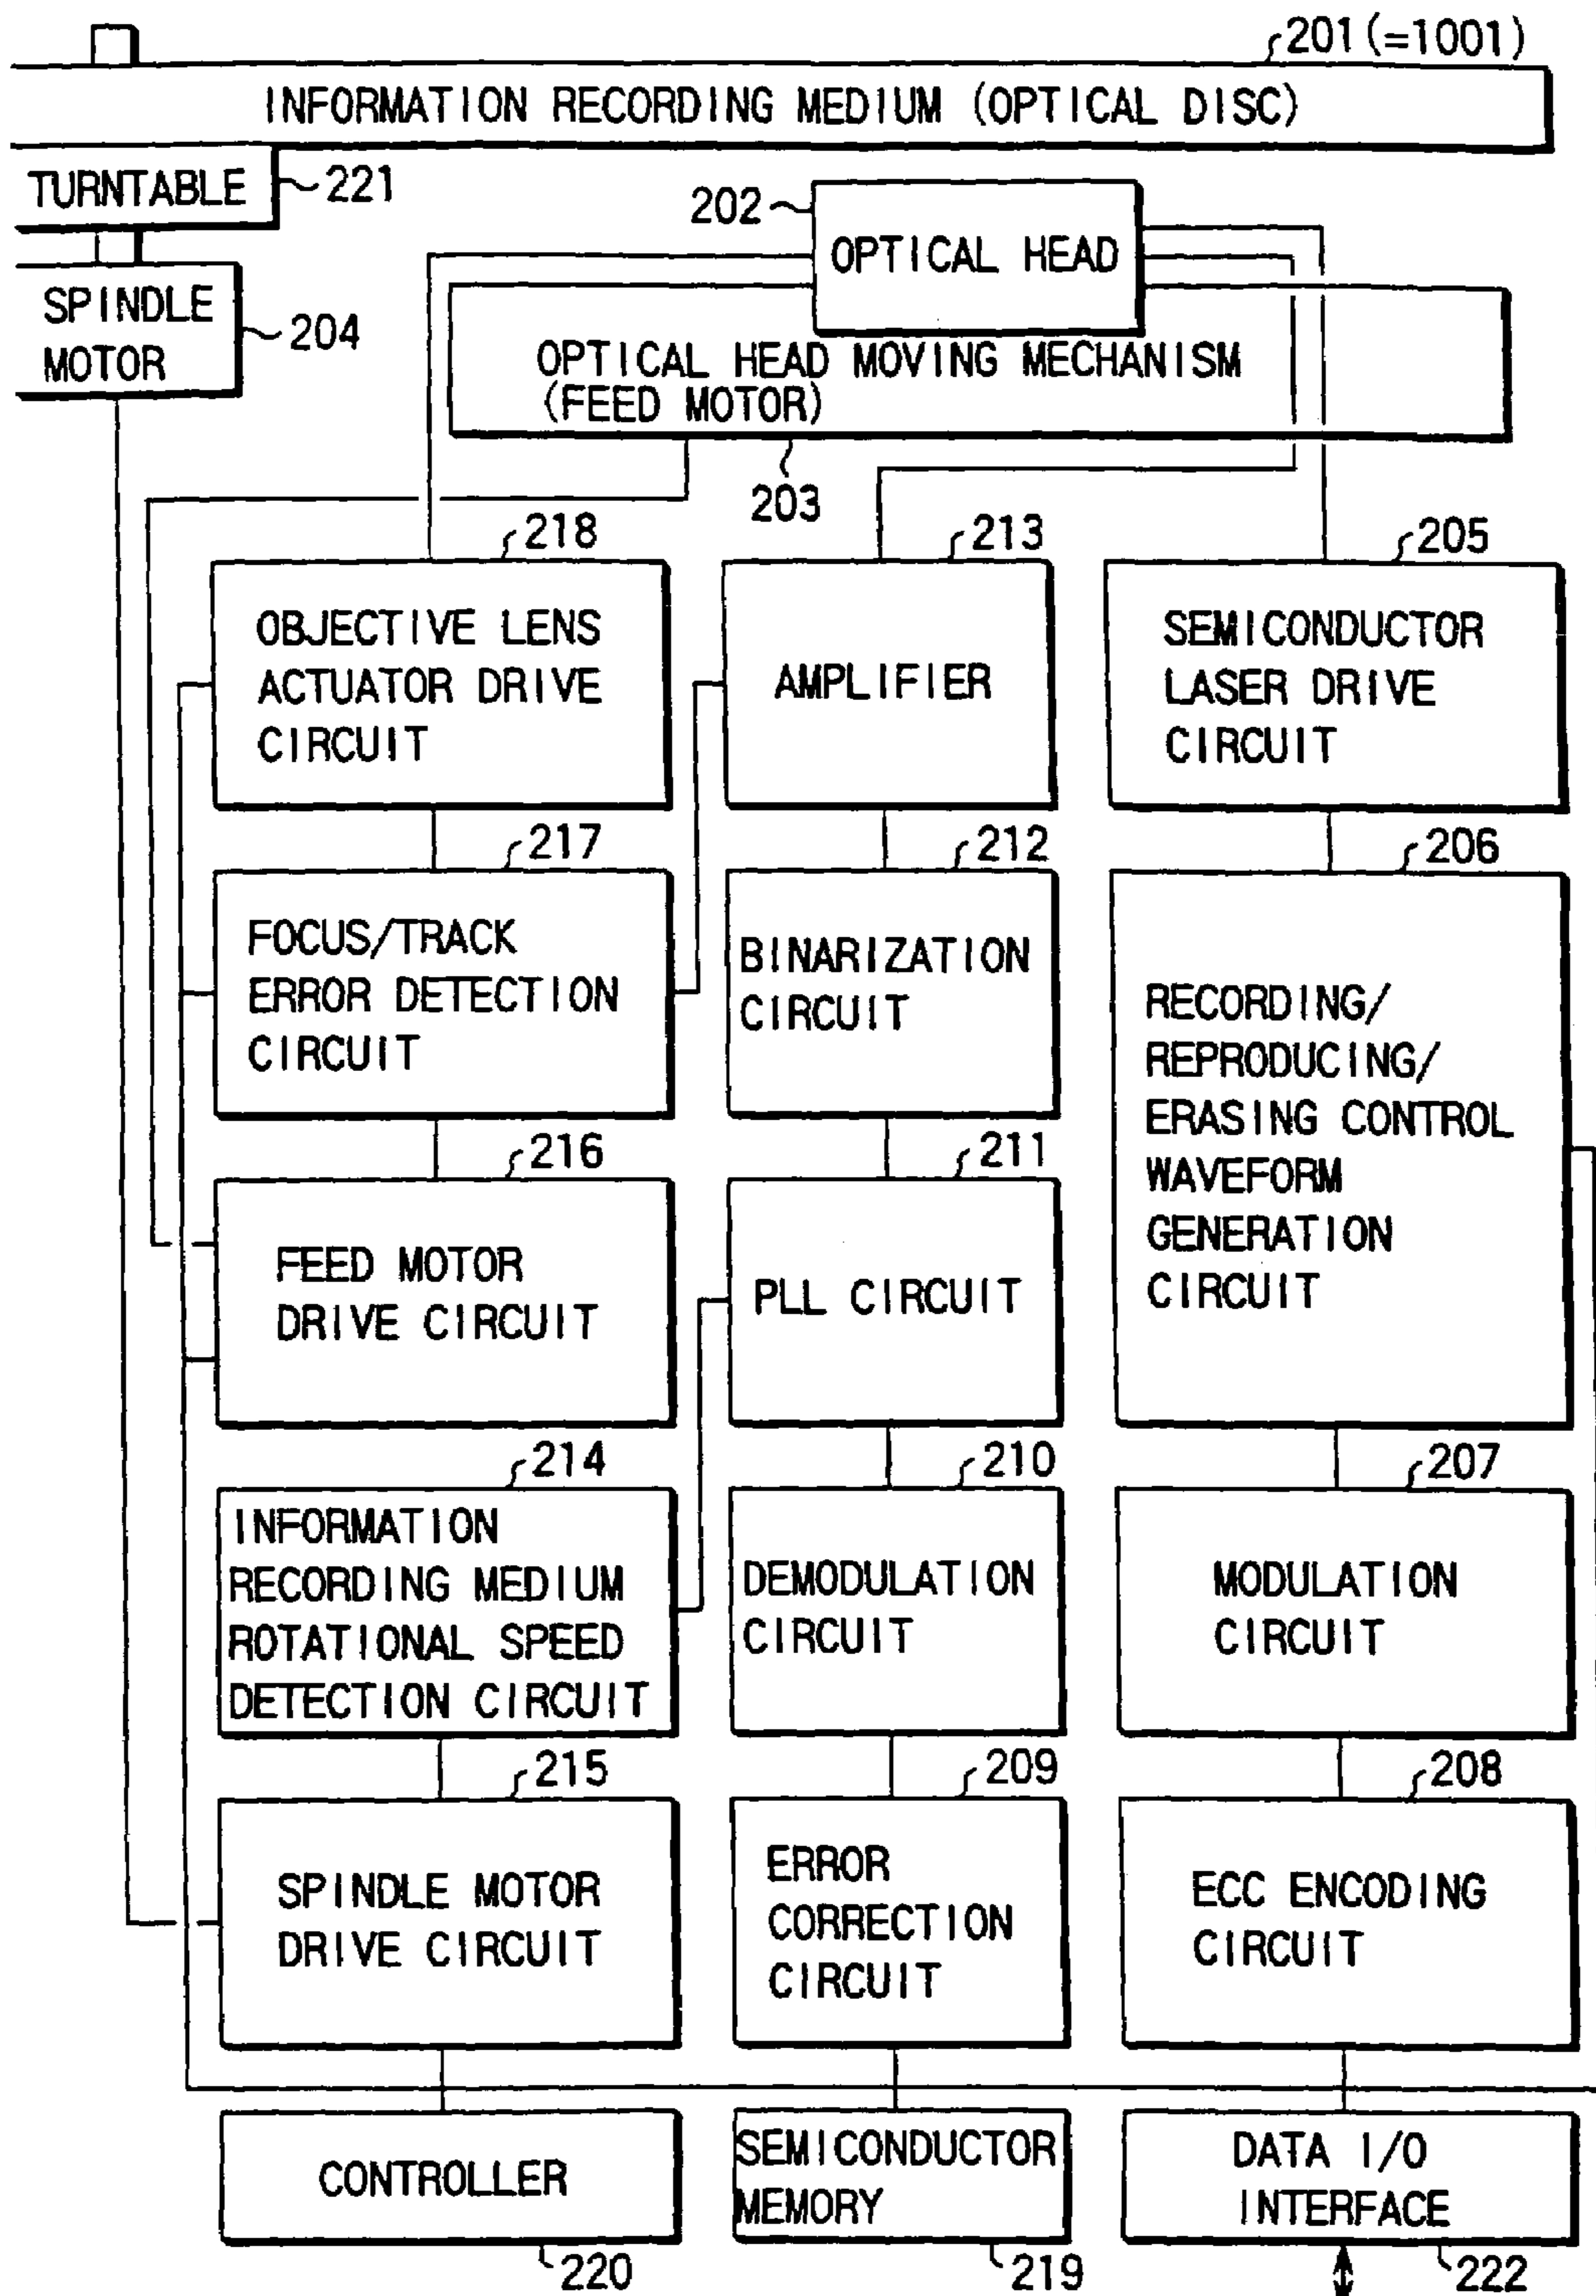 201 (=1001)
INFORMATION RECORDING MEDIUM (OPTICAL DISC)
TURNTABLE
221
202
OPTICAL HEAD
SPINDLE
MOTOR
204
OPTICAL HEAD MOVING MECHANISM
(FEED MOTOR)
203
218
213
205
OBJECTIVE LENS
ACTUATOR DRIVE
CIRCUIT
AMPLIFIER
SEMICONDUCTOR
LASER DRIVE
CIRCUIT
217
212
206
FOCUS/TRACK
ERROR DETECTION
CIRCUIT
BINARIZATION
CIRCUIT
RECORDING/
REPRODUCING/
ERASING CONTROL
WAVEFORM
GENERATION
CIRCUIT
216
211
FEED MOTOR
DRIVE CIRCUIT
PLL CIRCUIT
214
210
207
INFORMATION
RECORDING MEDIUM
ROTATIONAL SPEED
DETECTION CIRCUIT
DEMODULATION
CIRCUIT
MODULATION
CIRCUIT
215
209
208
SPINDLE MOTOR
DRIVE CIRCUIT
ERROR
CORRECTION
CIRCUIT
ECC ENCODING
CIRCUIT
CONTROLLER
SEMICONDUCTOR
MEMORY
DATA I/O
INTERFACE
220
219
222